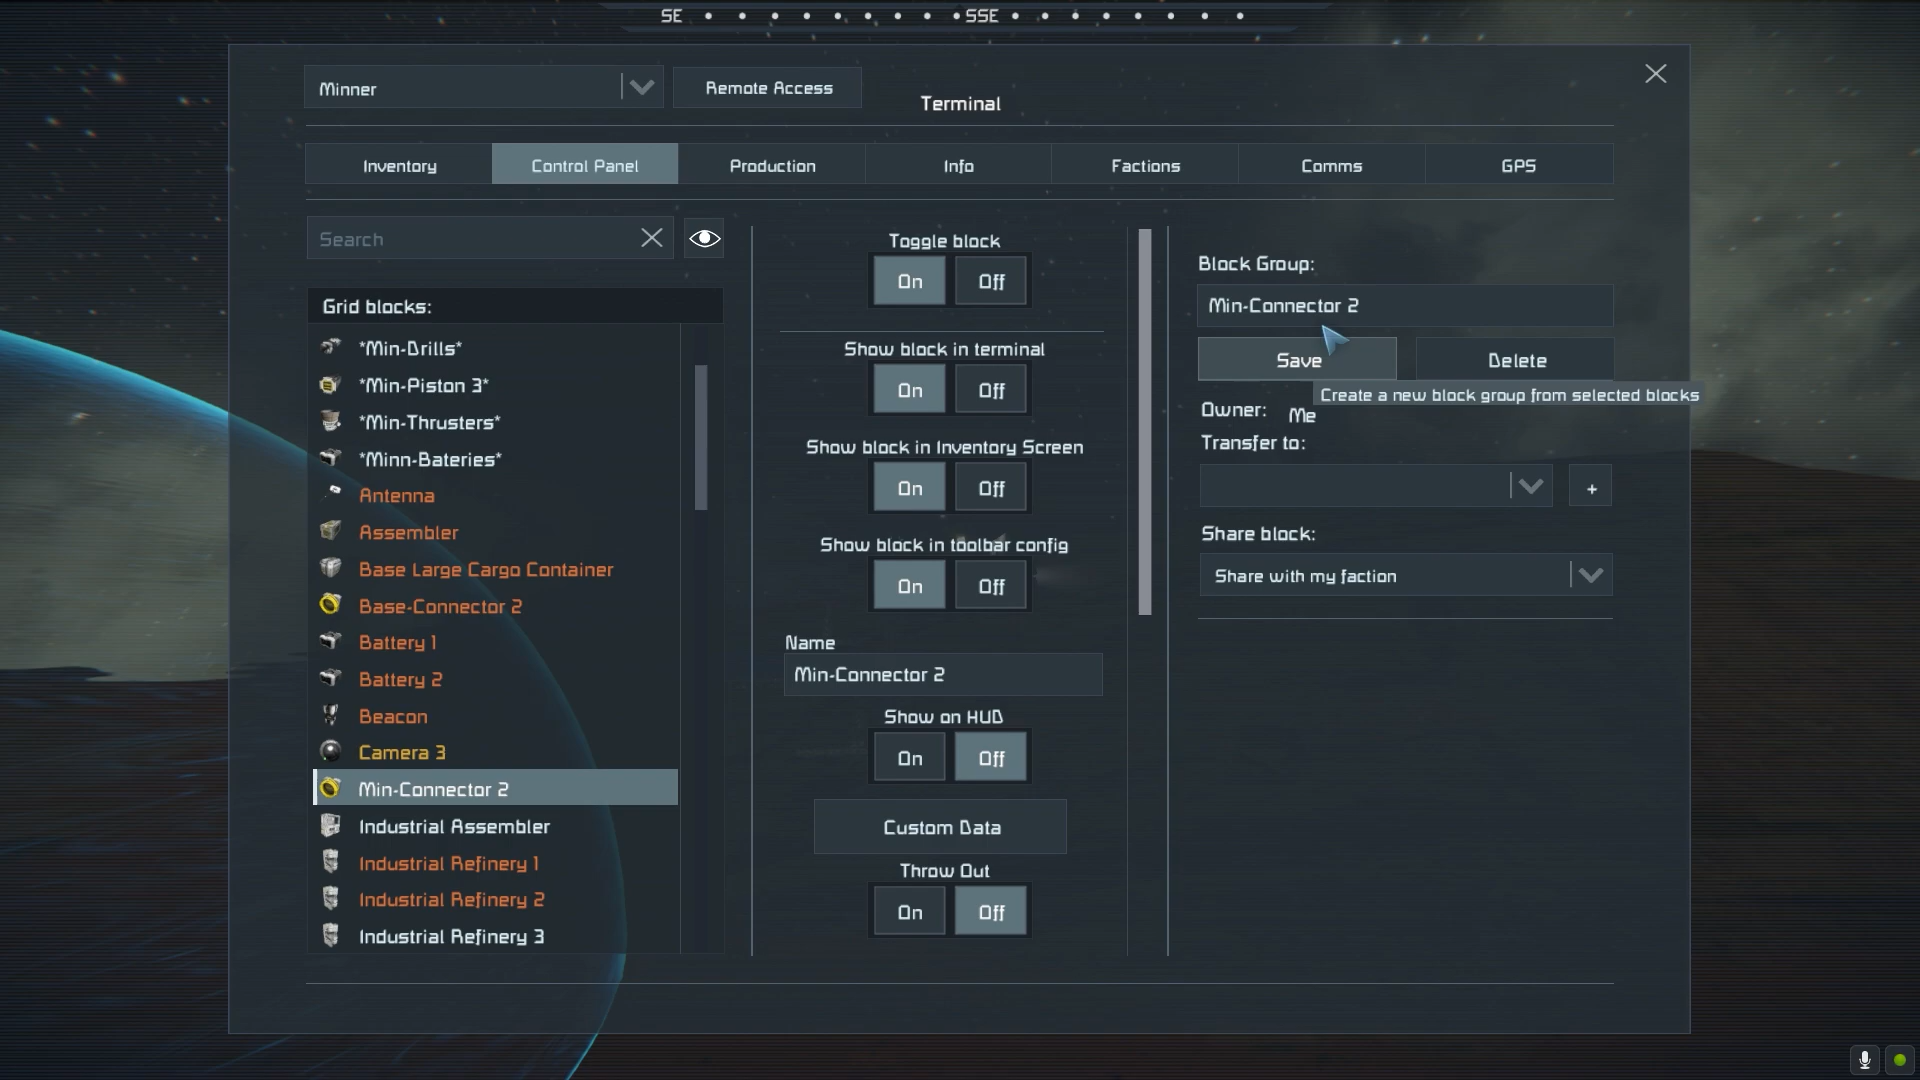 SE SSE
Minner
Remote Access
Terminal
Inventory
Control Panel
Production
Info
Factions
Comms
GPS
Search
Grid blocks:
*Min-Drills*
*Min-Piston 3*
*Min-Thrusters*
*Minn-Bateries*
Antenna
Assembler
Base Large Cargo Container
Base-Connector 2
Battery 1
Battery 2
Beacon
Camera 3
Min-Connector 2
Industrial Assembler
Industrial Refinery 1
Industrial Refinery 2
Industrial Refinery 3
Toggle block
On Off
Show block in terminal
On Off
Show block in Inventory Screen
On Off
Show block in toolbar config
On Off
Name
Min-Connector 2
Show on HUD
On Off
Custom Data
Throw Out
On Off
Block Group:
Min-Connector 2
Save Delete
Create a new block group from selected blocks
Owner: Me
Transfer to:
+
Share block:
Share with my faction